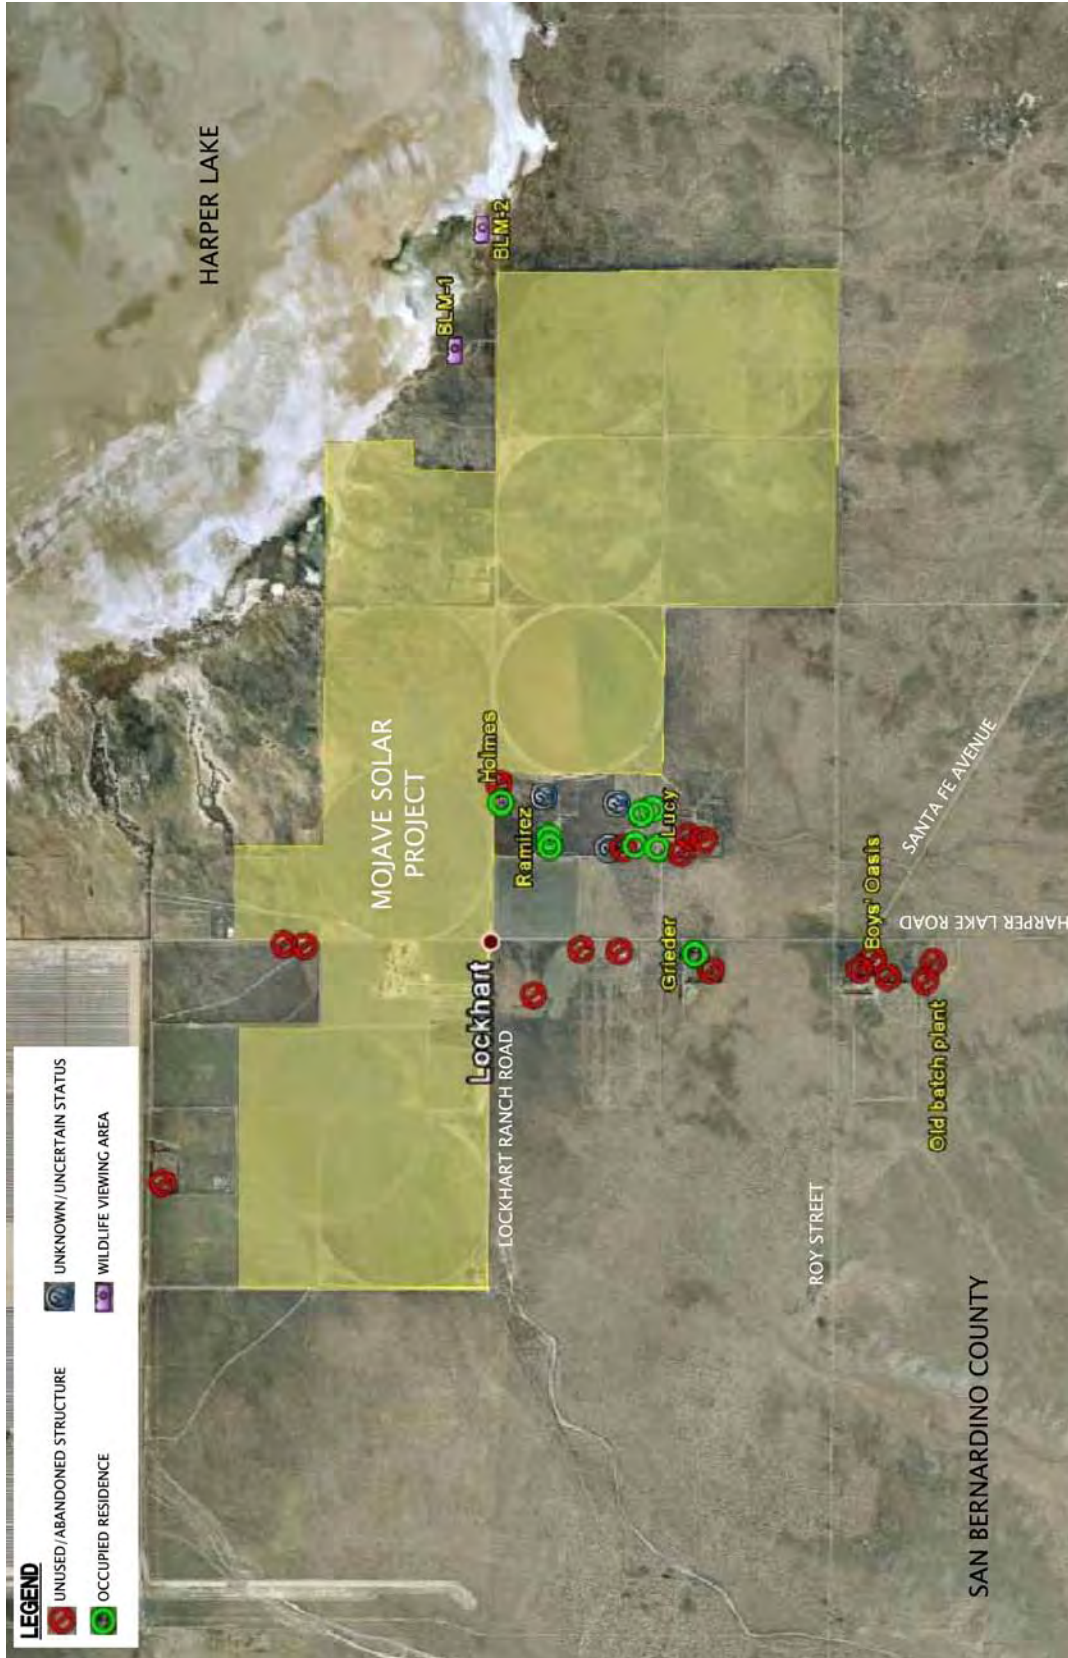 LEGEND
UNUSED/ABANDONED STRUCTURE
UNKNOWN/UNCERTAIN STATUS
OCCUPIED RESIDENCE
WILDLIFE VIEWING AREA
HARPER LAKE
BLM-1
BLM-2
MOJAVE SOLAR
PROJECT
Lockhart
Holmes
LOCKHART RANCH ROAD
Ramirez
Lucy
Grieder
ROY STREET
Boys' Oasis
SANTA FE AVENUE
HARPER LAKE ROAD
Old batch plant
SAN BERNARDINO COUNTY